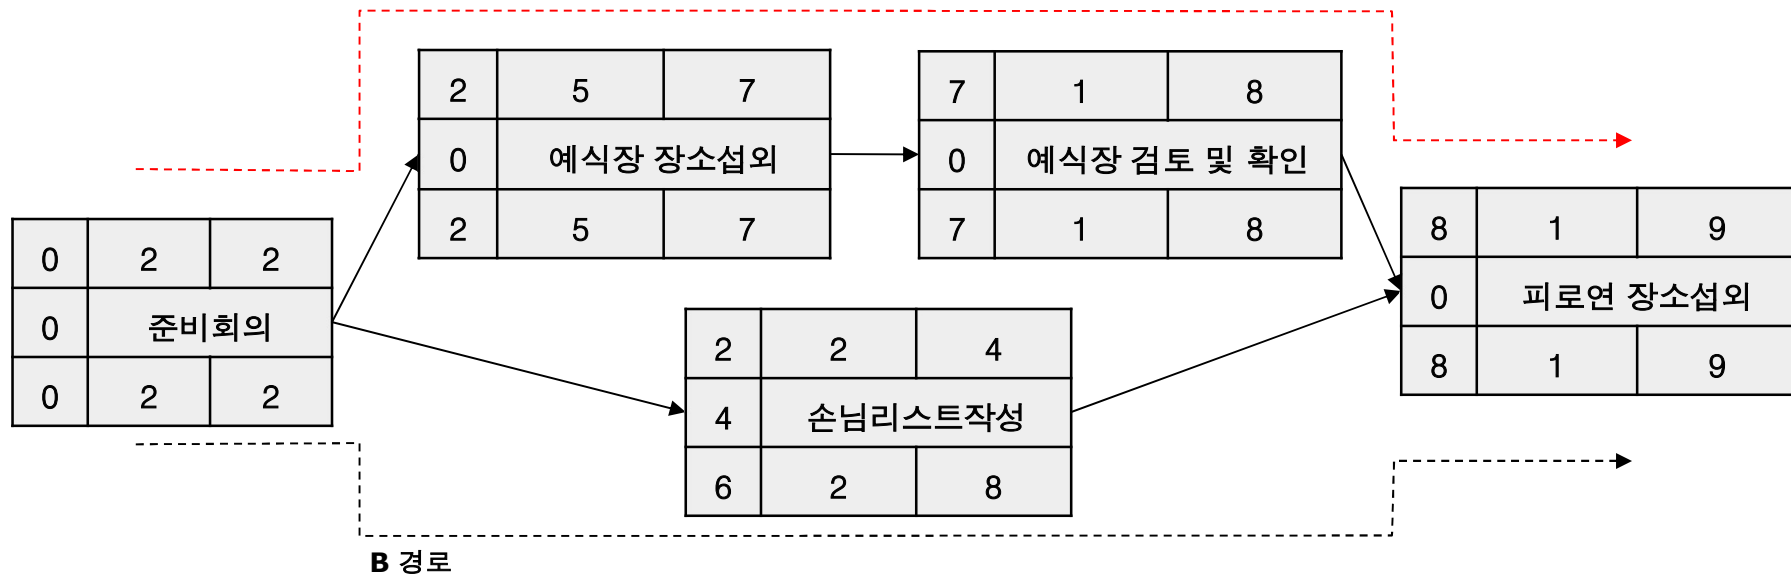 2 5 7
0 예식장 장소섭외
2 5 7
7 1 8
0 예식장 검토 및 확인
7 1 8
0 2 2
0 준비회의
0 2 2
2 2 4
4 손님리스트작성
6 2 8
8 1 9
0 피로연 장소섭외
8 1 9
B 경로